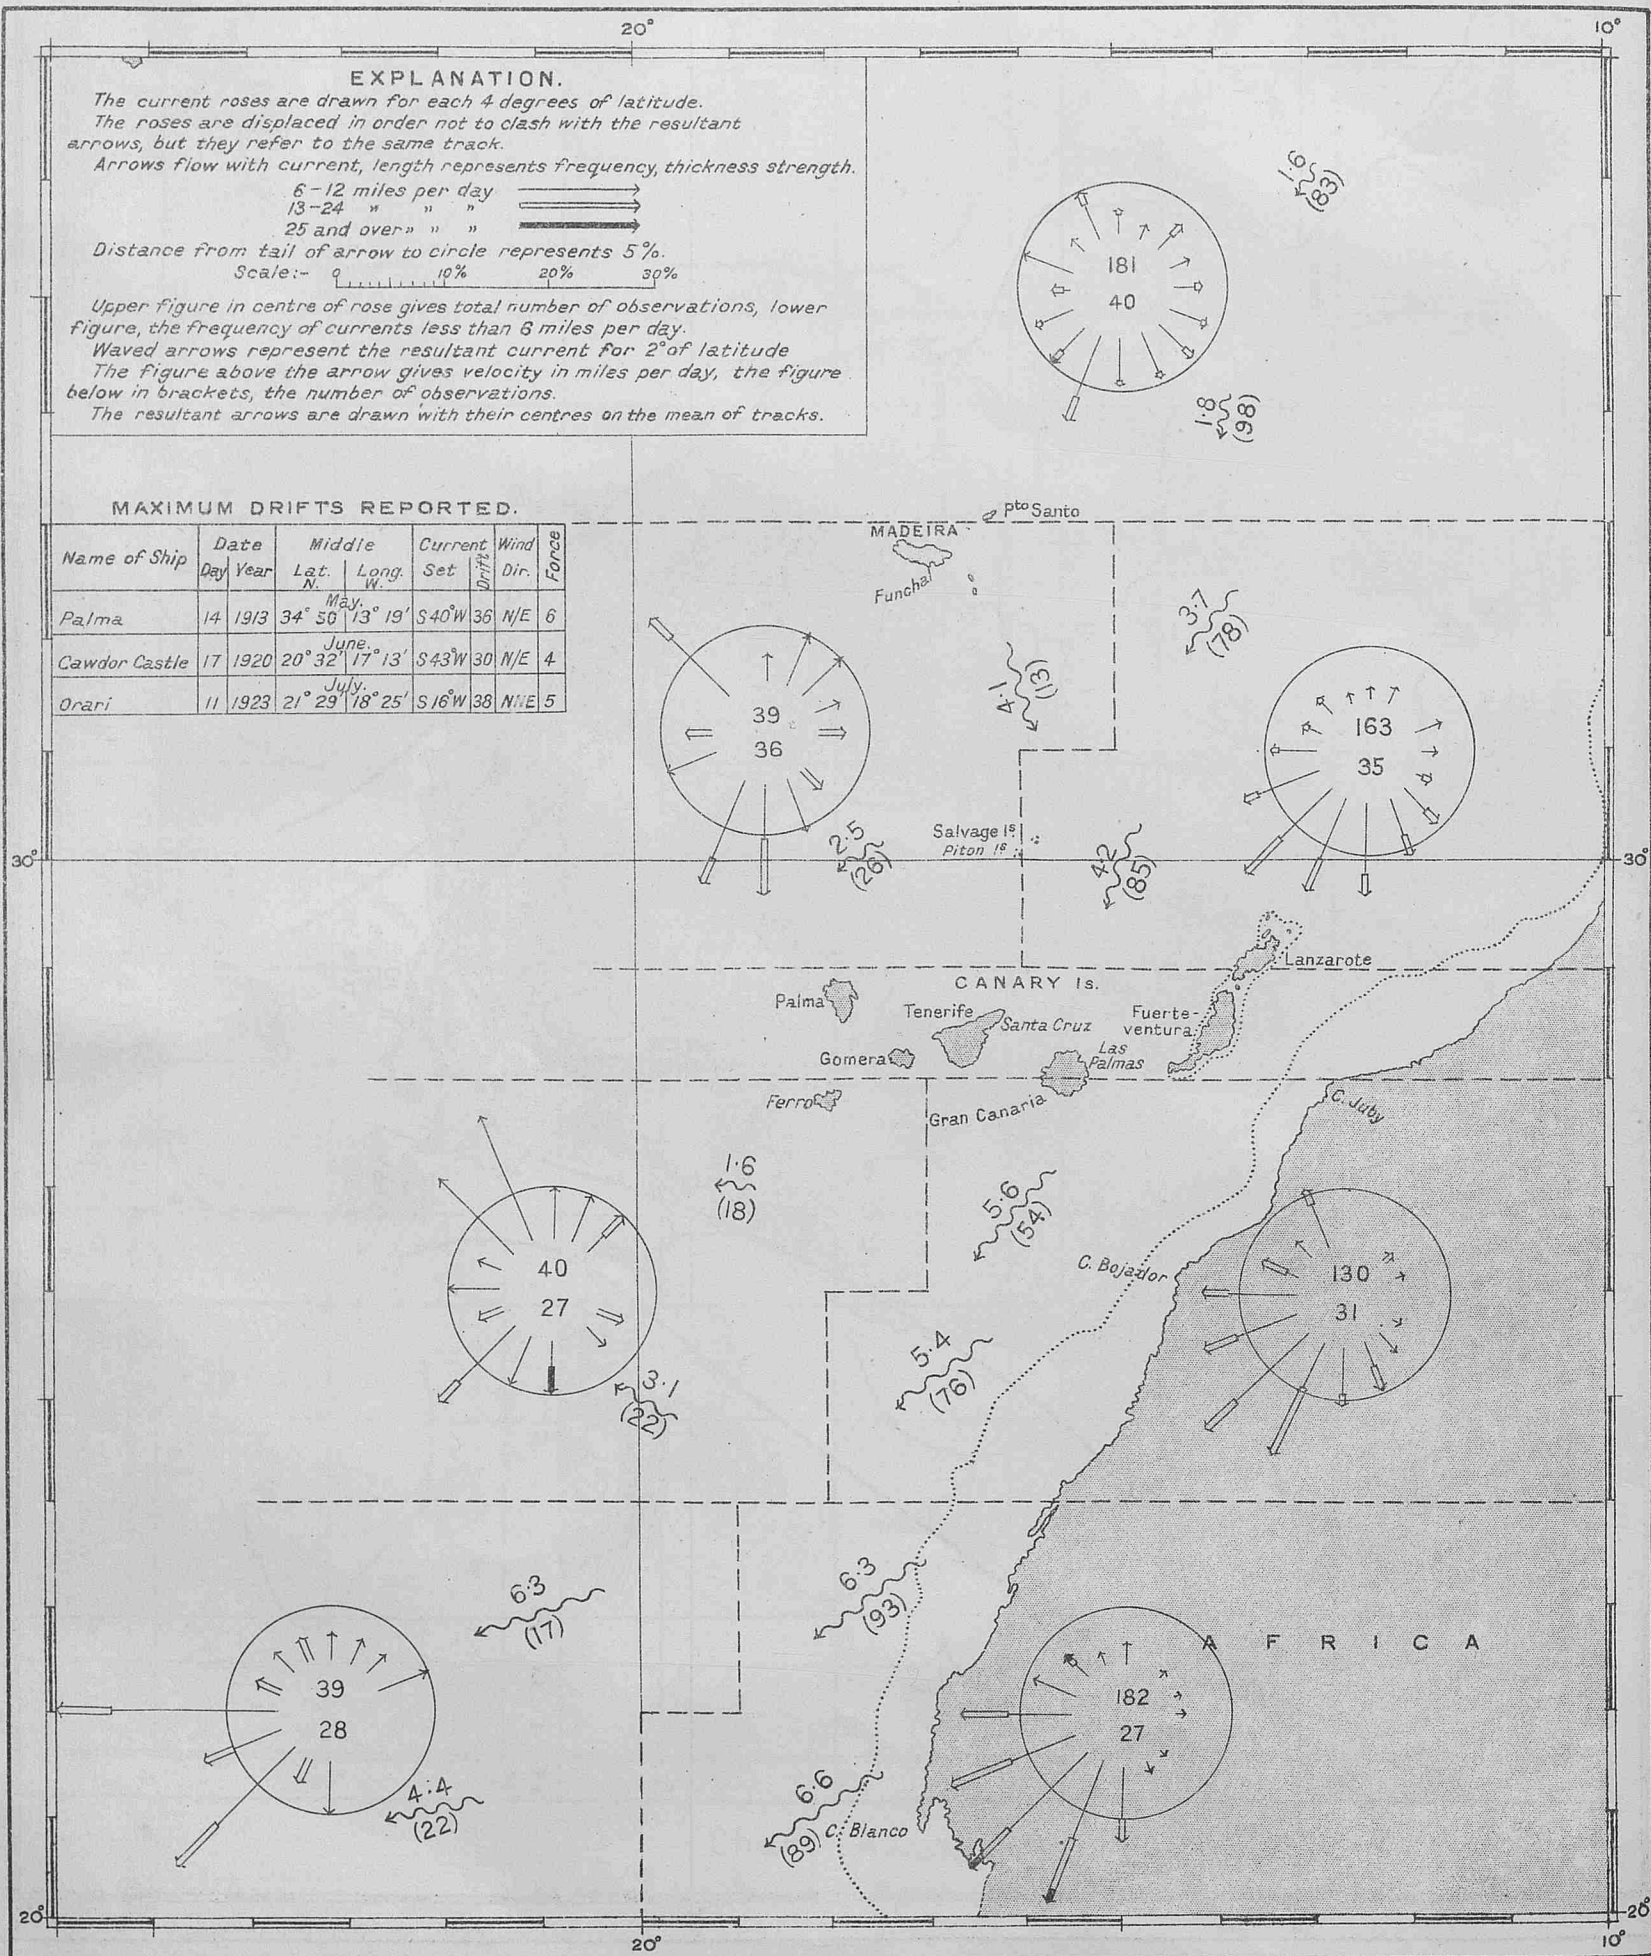 20°
10°
EXPLANATION.
The current roses are drawn for each 4 degrees of latitude.
The roses are displaced in order not to clash with the resultant
arrows, but they refer to the same track.
Arrows flow with current, length represents frequency, thickness strength.
6-12 miles per day
13-24 " " "
25 and over " " "
Distance from tail of arrow to circle represents 5%.
Scale:- 0 10% 20% 30%
Upper figure in centre of rose gives total number of observations, lower
figure, the frequency of currents less than 6 miles per day.
Waved arrows represent the resultant current for 2° of latitude
The figure above the arrow gives velocity in miles per day, the figure
below in brackets, the number of observations.
The resultant arrows are drawn with their centres on the mean of tracks.
1·6
(83)
181
40
1·8
(98)
MAXIMUM DRIFTS REPORTED.
Name of Ship Date Middle Current Wind Force
Day Year Lat. N. Long. W. Set Drift Dir.
May.
Palma 14 1913 34° 50' 13° 19' S40°W 36 N/E 6
June.
Cawdor Castle 17 1920 20° 32' 17° 13' S43°W 30 N/E 4
July.
Orari 11 1923 21° 29' 18° 25' S16°W 38 NNE 5
Pto Santo
MADEIRA
Funchal
3·7
(78)
4·1
(13)
39
36
163
35
2·5
(26)
Salvage Is
Piton Is
4·2
(85)
30°
30°
Lanzarote
CANARY Is.
Palma
Tenerife
Santa Cruz
Fuerte-
ventura
Gomera
Las
Palmas
Ferro
Gran Canaria
C. Juby
1·6
(18)
5·6
(54)
C. Bojador
40
27
130
31
5·4
(76)
3·1
(22)
6·3
(17)
6·3
(93)
AFRICA
39
28
182
27
4·4
(22)
6·6
(89)
C. Blanco
20°
20°
20°
10°